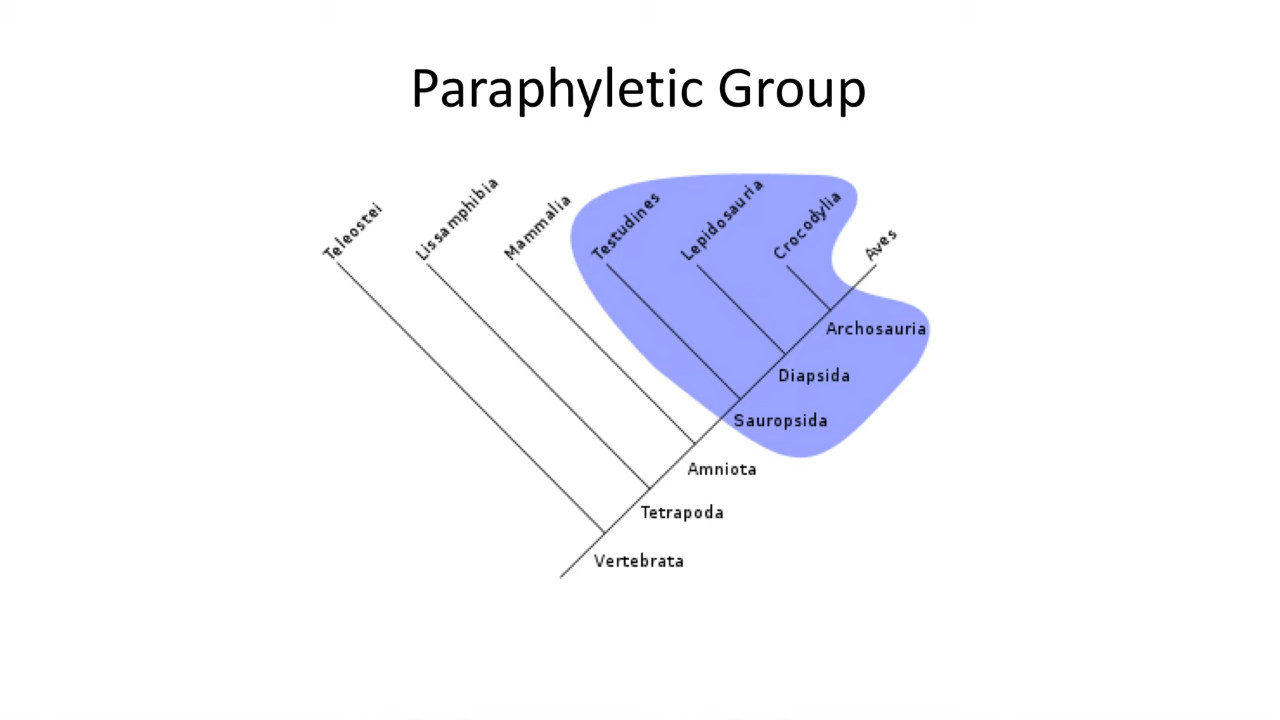 Paraphyletic Group
Teleostei
Lissamphibia
Mammalia
Testudines
Lepidosauria
Crocodylia
Aves
Archosauria
Diapsida
Sauropsida
Amniota
Tetrapoda
Vertebrata